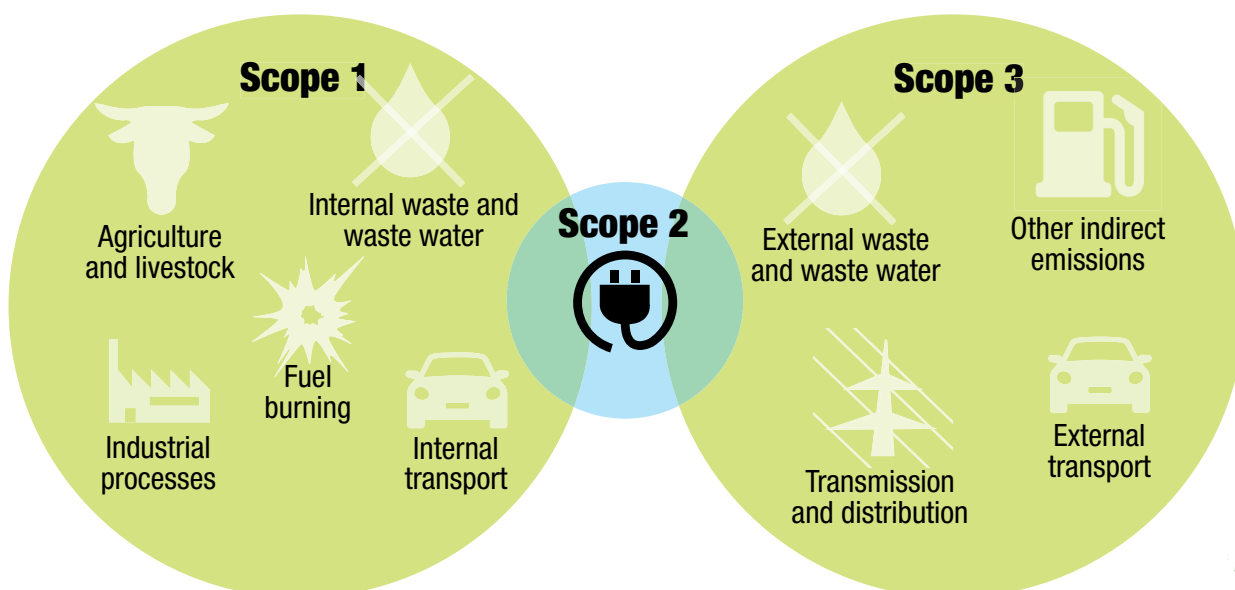 Scope 1
Agriculture
and livestock
Internal waste and
waste water
Fuel
burning
Industrial
processes
Internal
transport
Scope 2
Scope 3
External waste
and waste water
Other indirect
emissions
Transmission
and distribution
External
transport